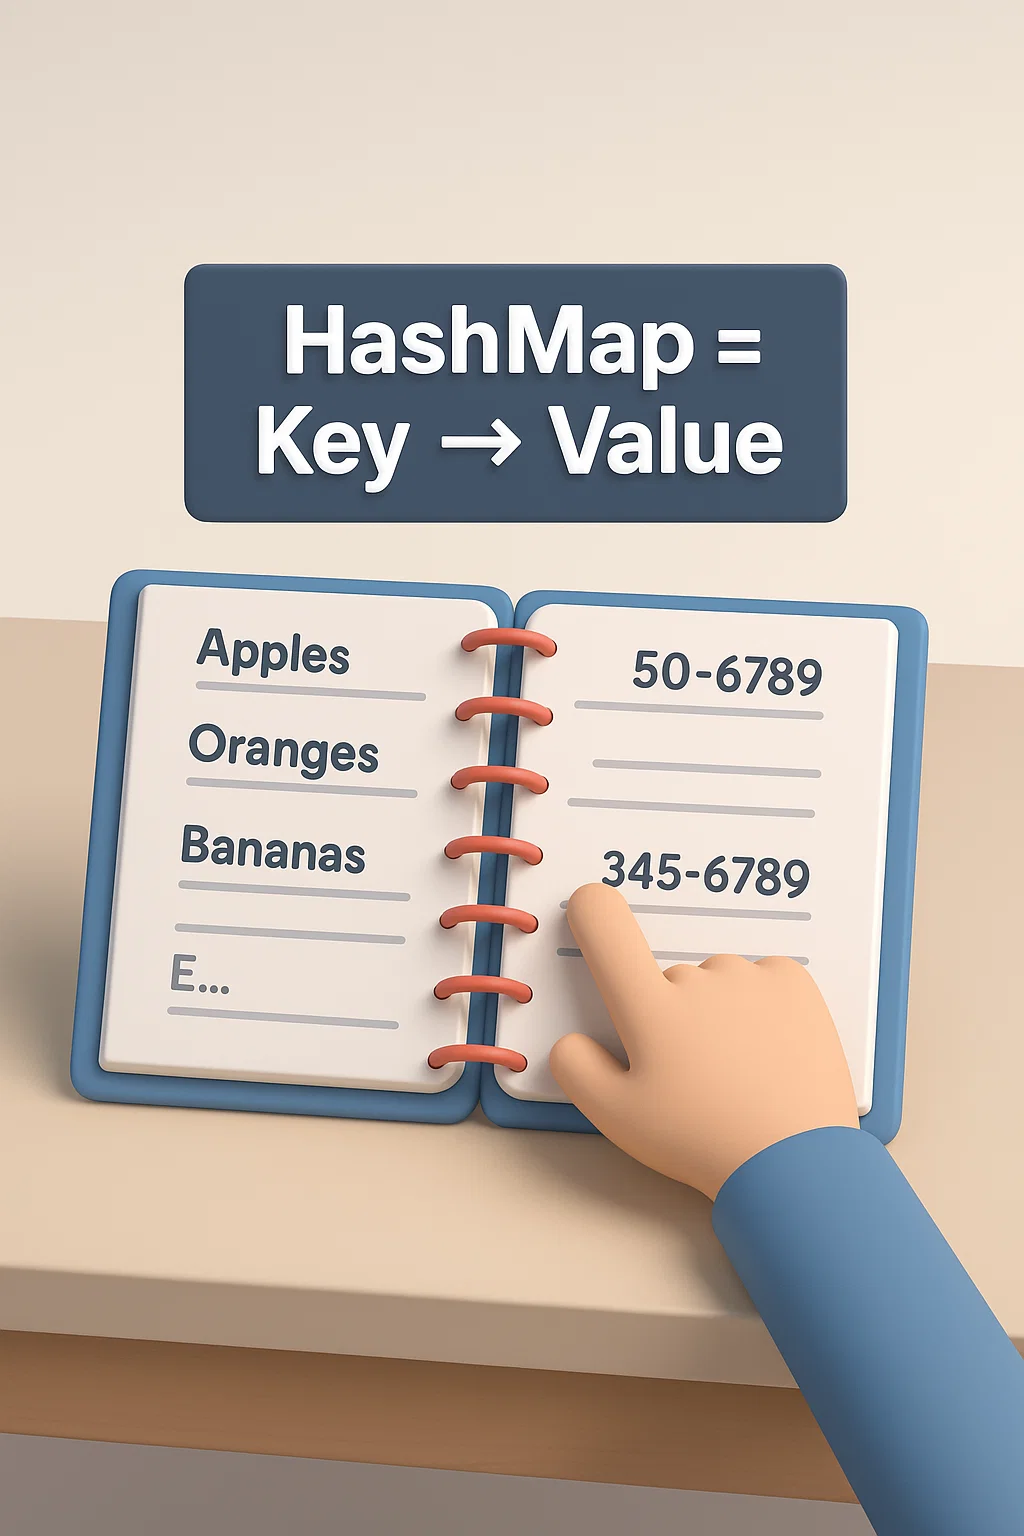 HashMap =
Key → Value
Apples
50-6789
Oranges
Bananas
345-6789
E...